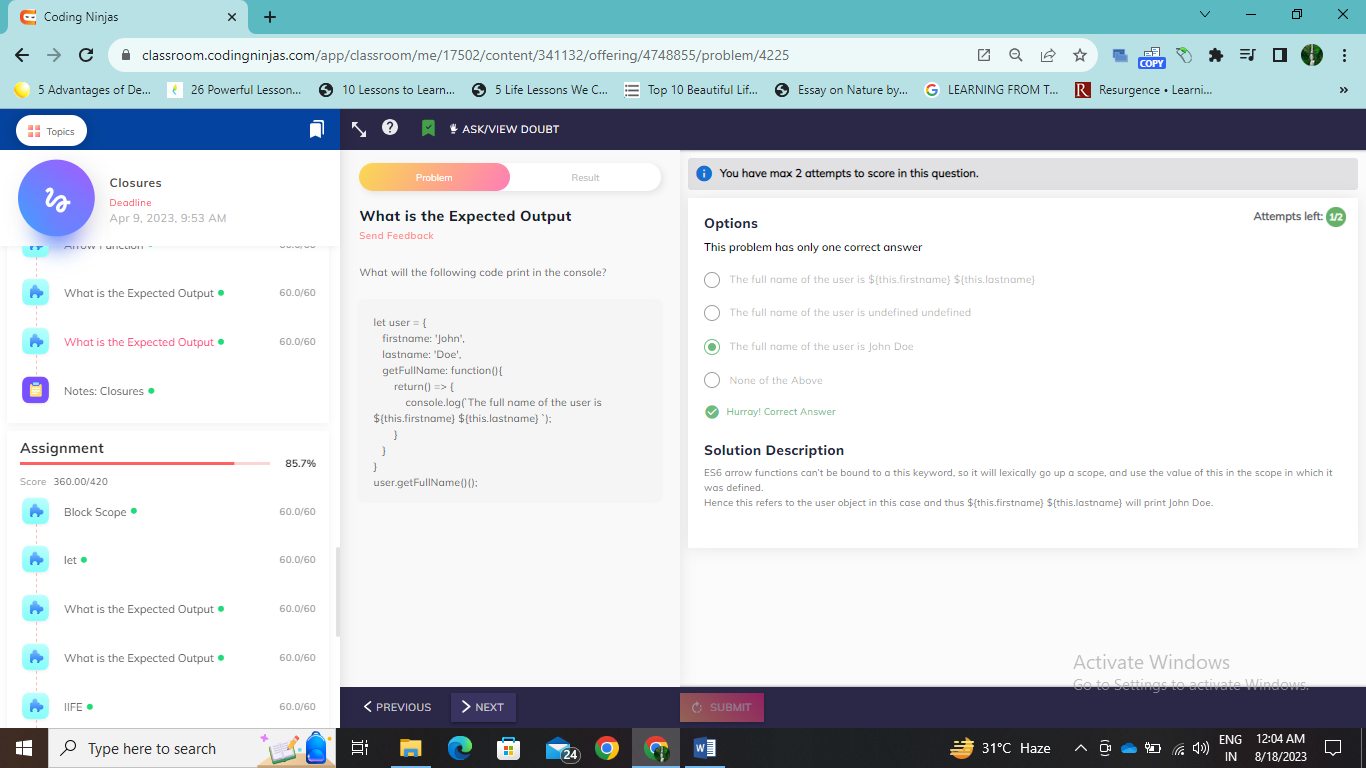 Coding Ninjas
classroom.codingninjas.com/app/classroom/me/17502/content/341132/offering/4748855/problem/4225
COPY
5 Advantages of De...
26 Powerful Lesson...
10 Lessons to Learn...
5 Life Lessons We C...
Top 10 Beautiful Lif...
Essay on Nature by...
LEARNING FROM T...
Resurgence • Learni...
Topics
ASK/VIEW DOUBT
Closures
Deadline
Apr 9, 2023, 9:53 AM
Arrow Function
60.0/60
What is the Expected Output
60.0/60
What is the Expected Output
60.0/60
Notes: Closures
Assignment
85.7%
Score 360.00/420
Block Scope
60.0/60
let
60.0/60
What is the Expected Output
60.0/60
What is the Expected Output
60.0/60
IIFE
60.0/60
Problem
Result
What is the Expected Output
Send Feedback
What will the following code print in the console?
let user = {
firstname: 'John',
lastname: 'Doe',
getFullName: function(){
return() => {
console.log(`The full name of the user is
${this.firstname} ${this.lastname} `);
}
}
}
user.getFullName()();
PREVIOUS
NEXT
You have max 2 attempts to score in this question.
Options
Attempts left: 1/2
This problem has only one correct answer
The full name of the user is ${this.firstname} ${this.lastname}
The full name of the user is undefined undefined
The full name of the user is John Doe
None of the Above
Hurray! Correct Answer
Solution Description
ES6 arrow functions can't be bound to a this keyword, so it will lexically go up a scope, and use the value of this in the scope in which it
was defined.
Hence this refers to the user object in this case and thus ${this.firstname} ${this.lastname} will print John Doe.
SUBMIT
Activate Windows
Go to Settings to activate Windows.
Type here to search
24
31°C Haze
ENG
IN
12:04 AM
8/18/2023